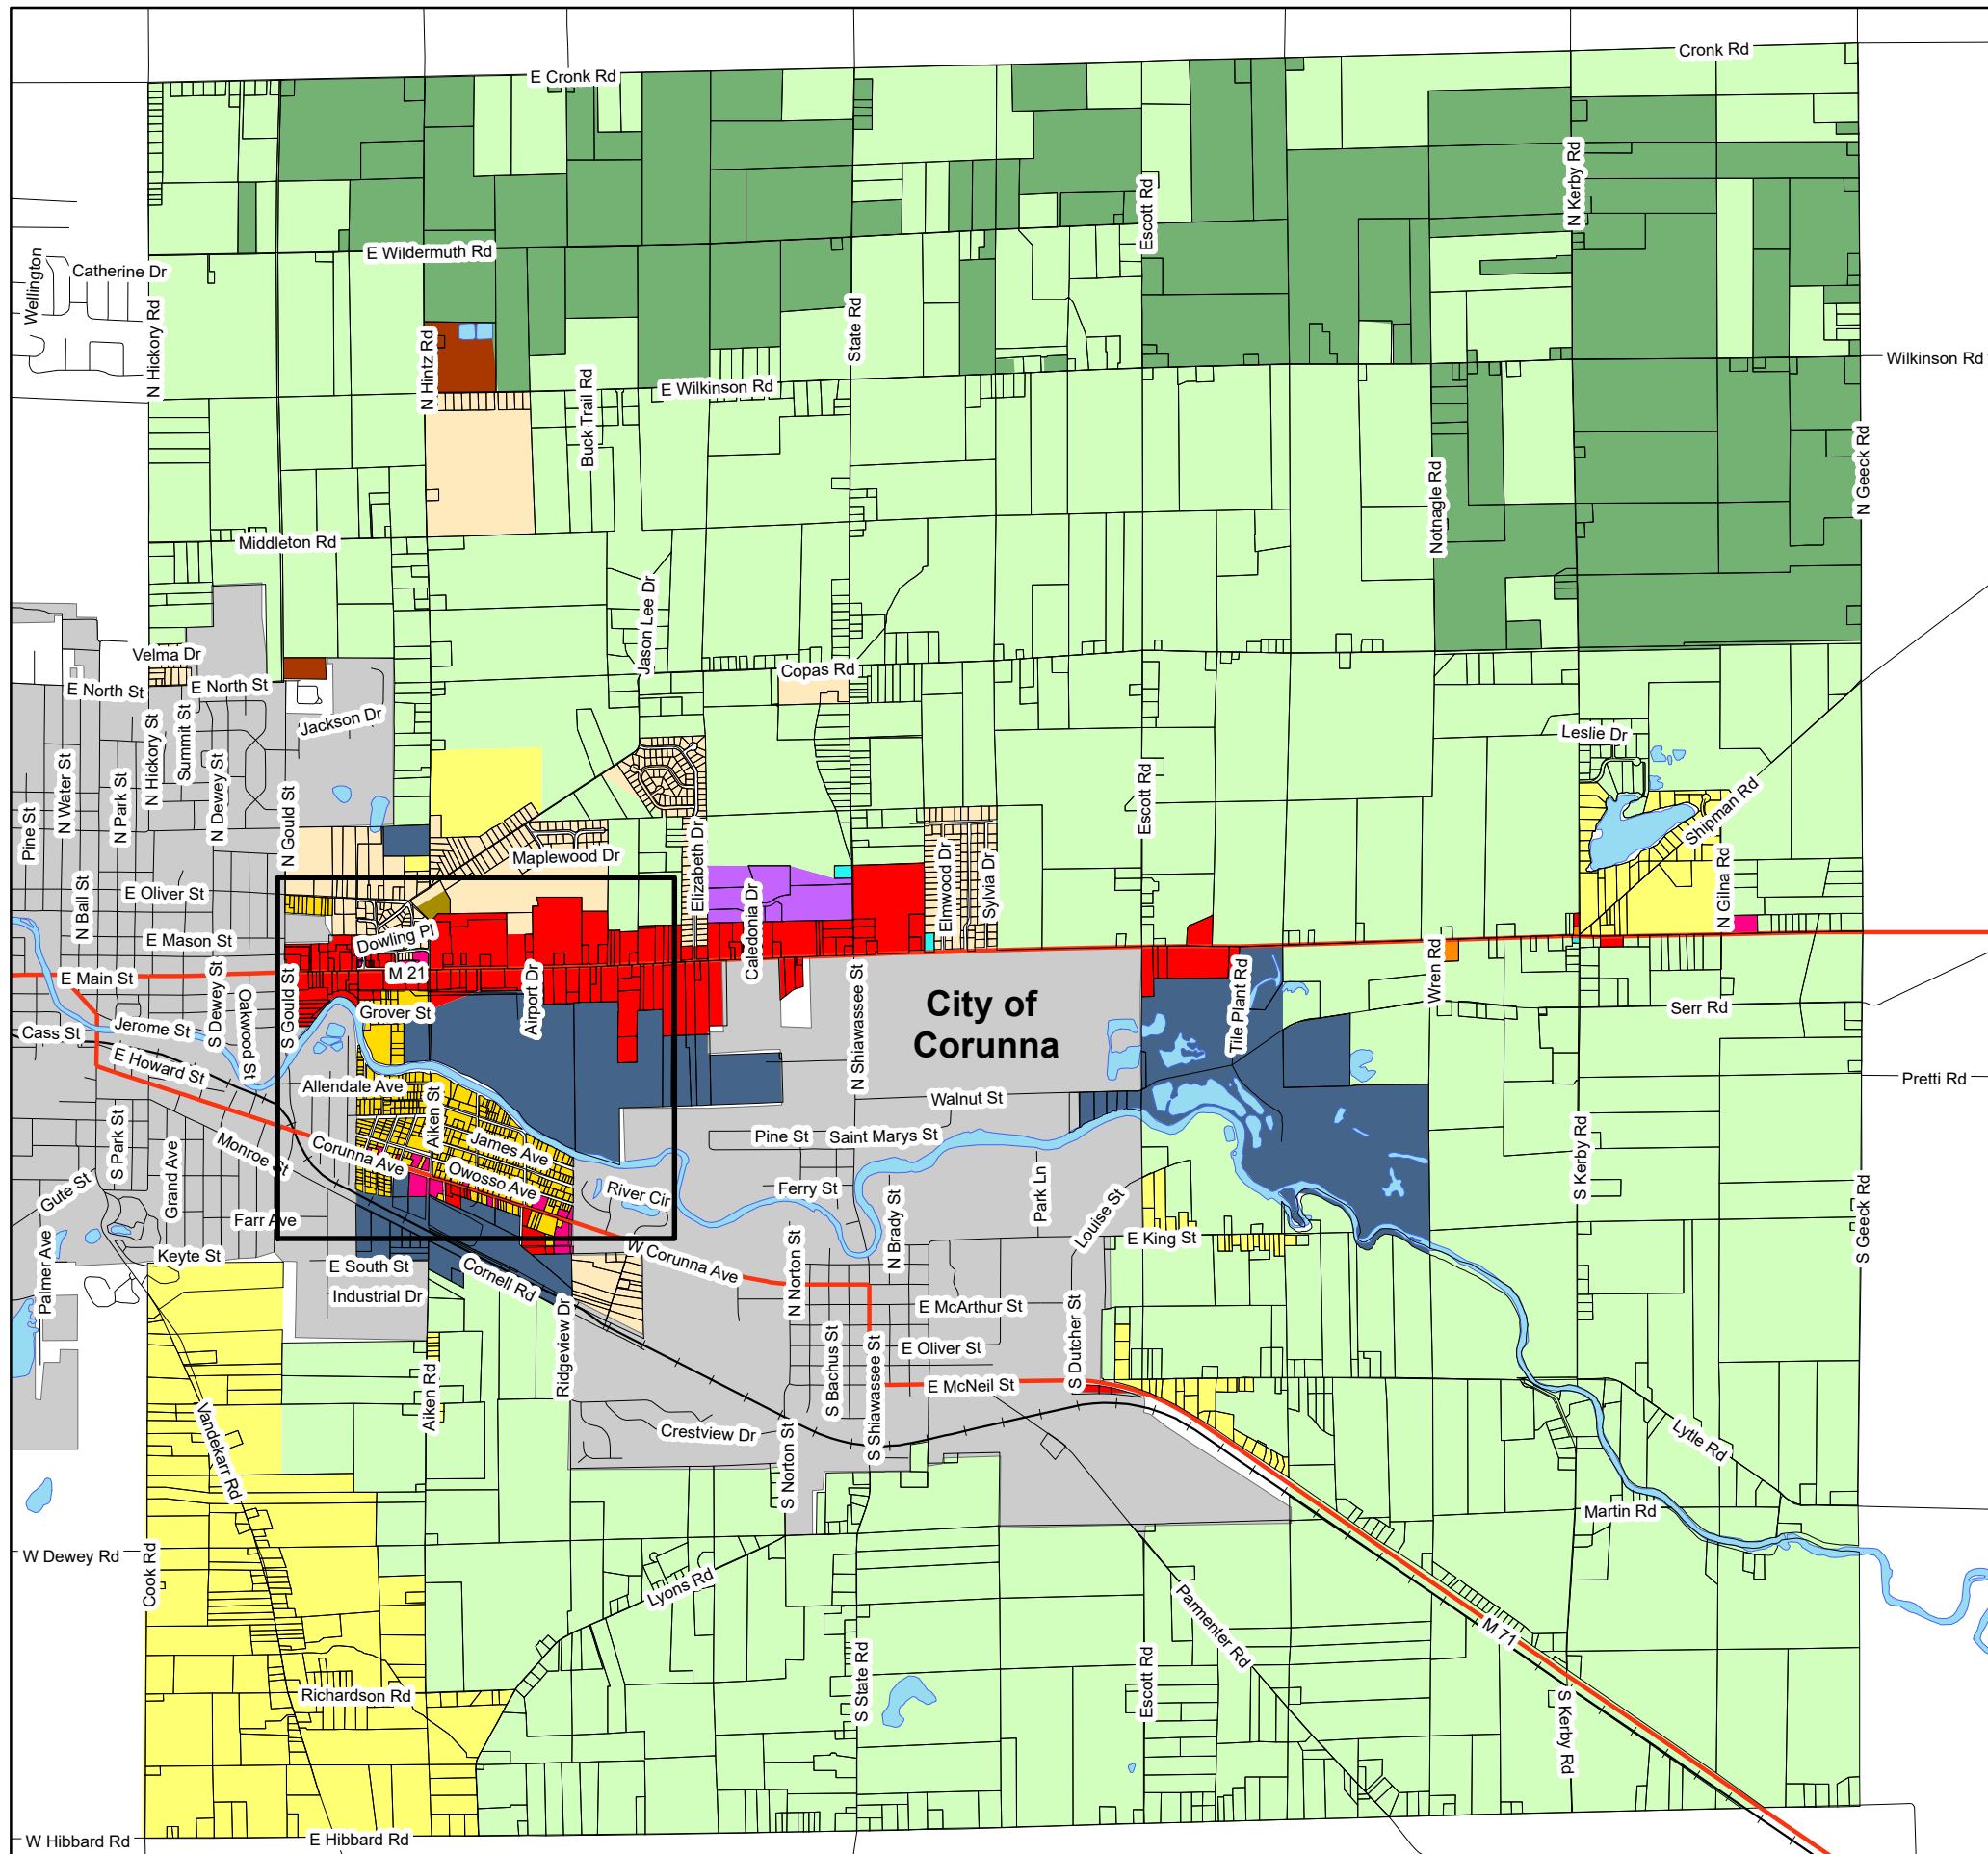 Cronk Rd
E Cronk Rd
N Kerby Rd
Escott Rd
E Wildermuth Rd
Catherine Dr
Wellington
N Hickory Rd
State Rd
N Hintz Rd
Wilkinson Rd
E Wilkinson Rd
Buck Trail Rd
N Geeck Rd
Notnagle Rd
Middleton Rd
Jason Lee Dr
Velma Dr
Copas Rd
E North St
E North St
Jackson Dr
Leslie Dr
Pine St
N Water St
N Park St
N Hickory St
Summit St
N Dewey St
N Gould St
Escott Rd
Shipman Rd
Maplewood Dr
Elizabeth Dr
Elmwood Dr
Sylvia Dr
N Gilna Rd
E Oliver St
N Ball St
Caledonia Dr
E Mason St
Dowling Pl
M 21
E Main St
S Dewey St
Oakwood St
S Gould St
Airport Dr
Wren Rd
City of
Corunna
Tile Plant Rd
N Shiawassee St
Serr Rd
Grover St
Jerome St
Cass St
E Howard St
Pretti Rd
Allendale Ave
Aiken St
Walnut St
Pine St
Saint Marys St
S Park St
Grand Ave
Monroe St
Corunna Ave
James Ave
Owosso Ave
S Kerby Rd
Gute St
River Cir
Ferry St
Park Ln
Louise St
N Brady St
Farr Ave
E King St
S Geeck Rd
Palmer Ave
Keyte St
E South St
Cornell Rd
W Corunna Ave
N Norton St
Industrial Dr
E McArthur St
S Dutcher St
Ridgeview Dr
S Bachus St
S Shiawassee St
E Oliver St
Aiken Rd
E McNeil St
Crestview Dr
Vandekarr Rd
S Norton St
Lytle Rd
Martin Rd
W Dewey Rd
Cook Rd
Lyons Rd
Parmenter Rd
M 71
S State Rd
Escott Rd
Richardson Rd
S Kerby Rd
W Hibbard Rd
E Hibbard Rd